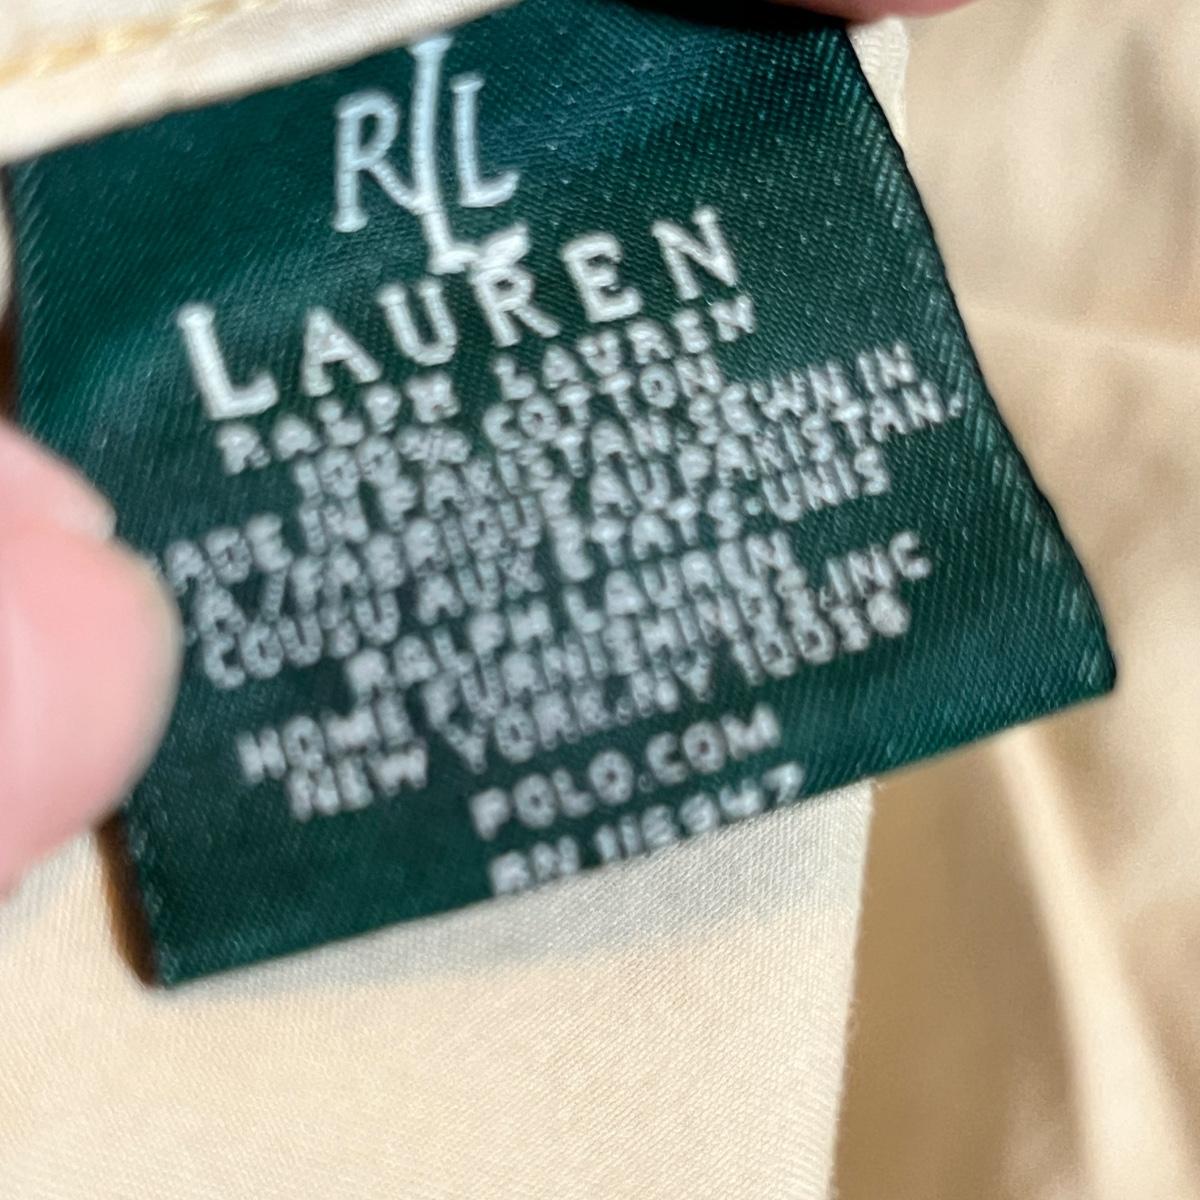 RLL
LAUREN
RALPH LAUREN
100% COTTON
MADE IN PAKISTAN. SEWN IN
FABRIQUE AU PAKISTAN.
COUSU AUX ETATS-UNIS
RALPH LAUREN
HOME FURNISHINGS, INC
NEW YORK, NY
POLO.COM
RN